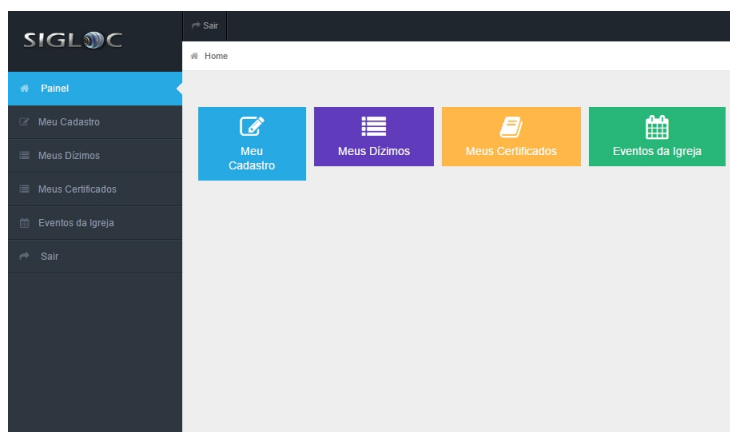 SIGLOC
Sair
Home
Painel
Meu Cadastro
Meus Dízimos
Meus Certificados
Eventos da Igreja
Sair
Meu
Cadastro
Meus Dízimos
Meus Certificados
Eventos da Igreja